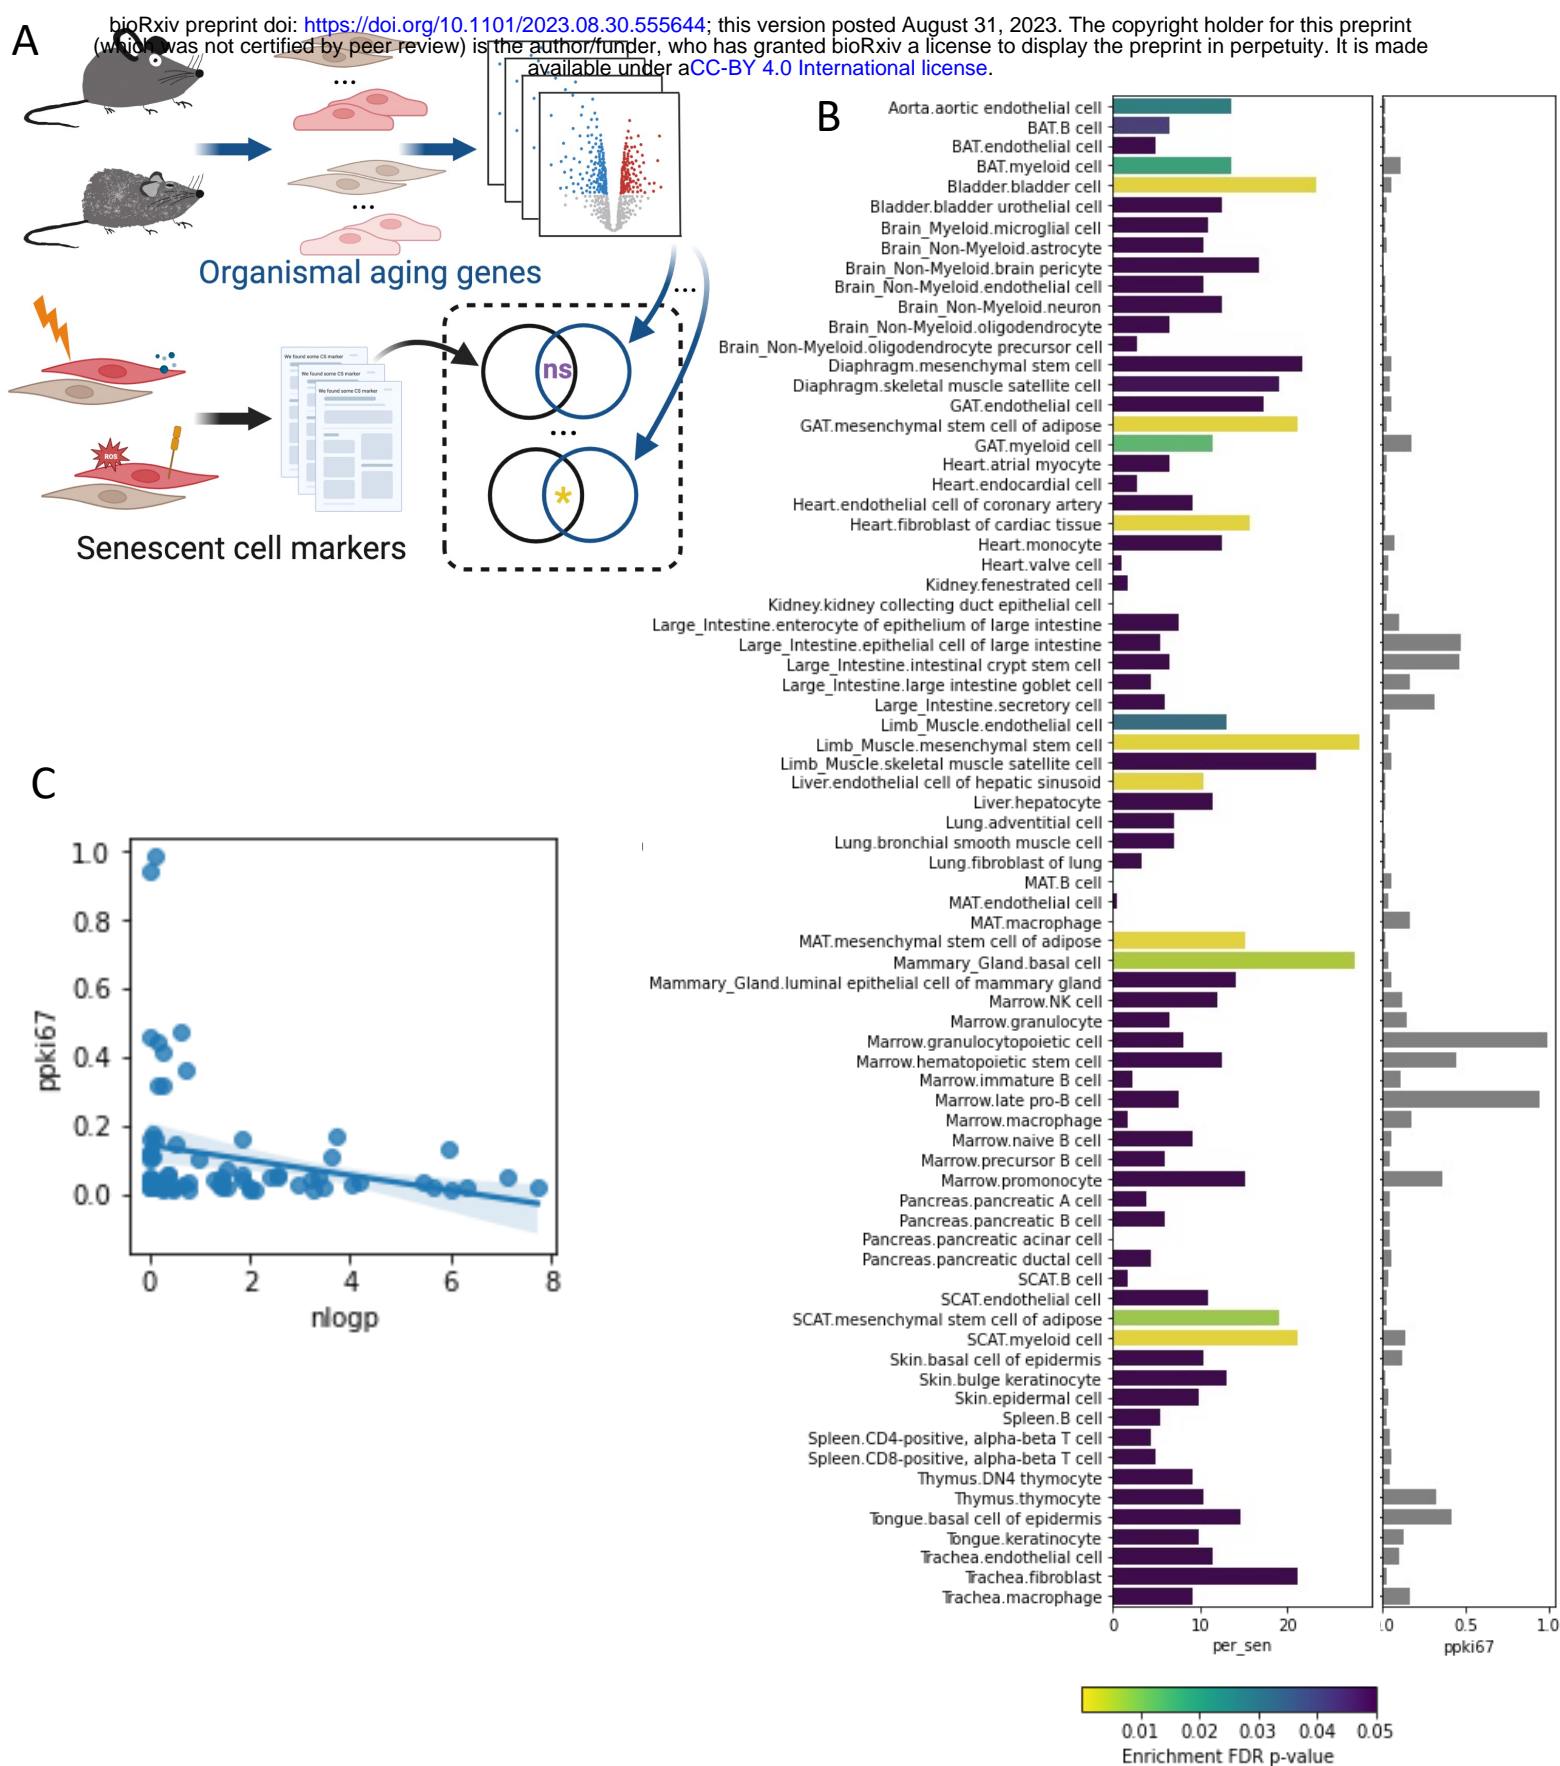 bioRxiv preprint doi: https://doi.org/10.1101/2023.08.30.555644; this version posted August 31, 2023. The copyright holder for this preprint
(which was not certified by peer review) is the author/funder, who has granted bioRxiv a license to display the preprint in perpetuity. It is made
available under aCC-BY 4.0 International license.
A
...
...
Organismal aging genes
...
We found some CS marker
We found some CS marker
We found some CS marker
ROS
ns
...
*
Senescent cell markers
B
Aorta.aortic endothelial cell
BAT.B cell
BAT.endothelial cell
BAT.myeloid cell
Bladder.bladder cell
Bladder.bladder urothelial cell
Brain_Myeloid.microglial cell
Brain_Non-Myeloid.astrocyte
Brain_Non-Myeloid.brain pericyte
Brain_Non-Myeloid.endothelial cell
Brain_Non-Myeloid.neuron
Brain_Non-Myeloid.oligodendrocyte
Brain_Non-Myeloid.oligodendrocyte precursor cell
Diaphragm.mesenchymal stem cell
Diaphragm.skeletal muscle satellite cell
GAT.endothelial cell
GAT.mesenchymal stem cell of adipose
GAT.myeloid cell
Heart.atrial myocyte
Heart.endocardial cell
Heart.endothelial cell of coronary artery
Heart.fibroblast of cardiac tissue
Heart.monocyte
Heart.valve cell
Kidney.fenestrated cell
Kidney.kidney collecting duct epithelial cell
Large_Intestine.enterocyte of epithelium of large intestine
Large_Intestine.epithelial cell of large intestine
Large_Intestine.intestinal crypt stem cell
Large_Intestine.large intestine goblet cell
Large_Intestine.secretory cell
Limb_Muscle.endothelial cell
Limb_Muscle.mesenchymal stem cell
Limb_Muscle.skeletal muscle satellite cell
Liver.endothelial cell of hepatic sinusoid
Liver.hepatocyte
Lung.adventitial cell
Lung.bronchial smooth muscle cell
Lung.fibroblast of lung
MAT.B cell
MAT.endothelial cell
MAT.macrophage
MAT.mesenchymal stem cell of adipose
Mammary_Gland.basal cell
Mammary_Gland.luminal epithelial cell of mammary gland
Marrow.NK cell
Marrow.granulocyte
Marrow.granulocytopoietic cell
Marrow.hematopoietic stem cell
Marrow.immature B cell
Marrow.late pro-B cell
Marrow.macrophage
Marrow.naive B cell
Marrow.precursor B cell
Marrow.promonocyte
Pancreas.pancreatic A cell
Pancreas.pancreatic B cell
Pancreas.pancreatic acinar cell
Pancreas.pancreatic ductal cell
SCAT.B cell
SCAT.endothelial cell
SCAT.mesenchymal stem cell of adipose
SCAT.myeloid cell
Skin.basal cell of epidermis
Skin.bulge keratinocyte
Skin.epidermal cell
Spleen.B cell
Spleen.CD4-positive, alpha-beta T cell
Spleen.CD8-positive, alpha-beta T cell
Thymus.DN4 thymocyte
Thymus.thymocyte
Tongue.basal cell of epidermis
Tongue.keratinocyte
Trachea.endothelial cell
Trachea.fibroblast
Trachea.macrophage
0 10 20
per_sen
.0 0.5 1.0
ppki67
0.01 0.02 0.03 0.04 0.05
Enrichment FDR p-value
C
1.0
0.8
0.6
0.4
0.2
0.0
ppki67
0 2 4 6 8
nlogp